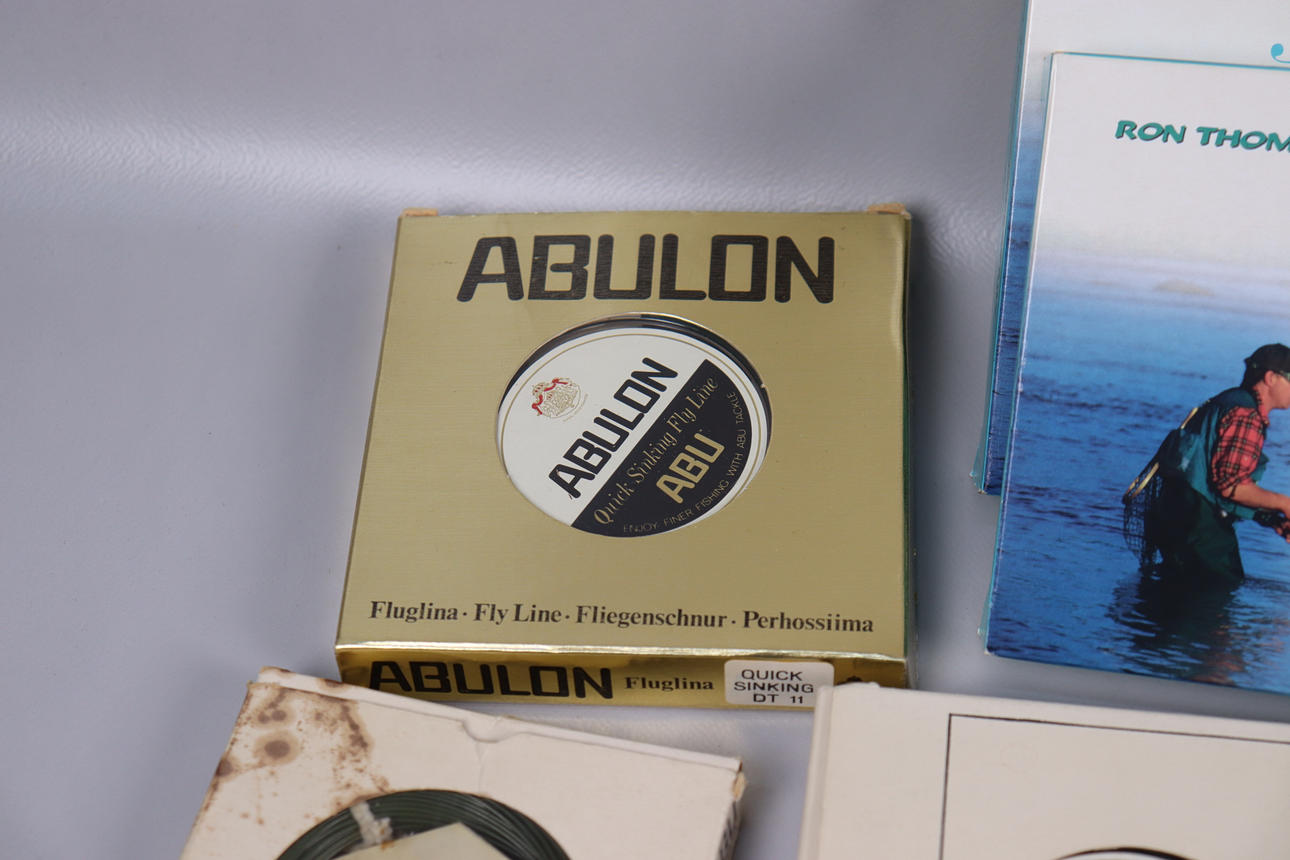 RON THOM
ABULON
ABULON
Quick Sinking Fly Line
ABU
ENJOY FINER FISHING WITH ABU TACKLE
Fluglina · Fly Line · Fliegenschnur · Perhossiima
ABULON Fluglina
QUICK
SINKING
DT 11